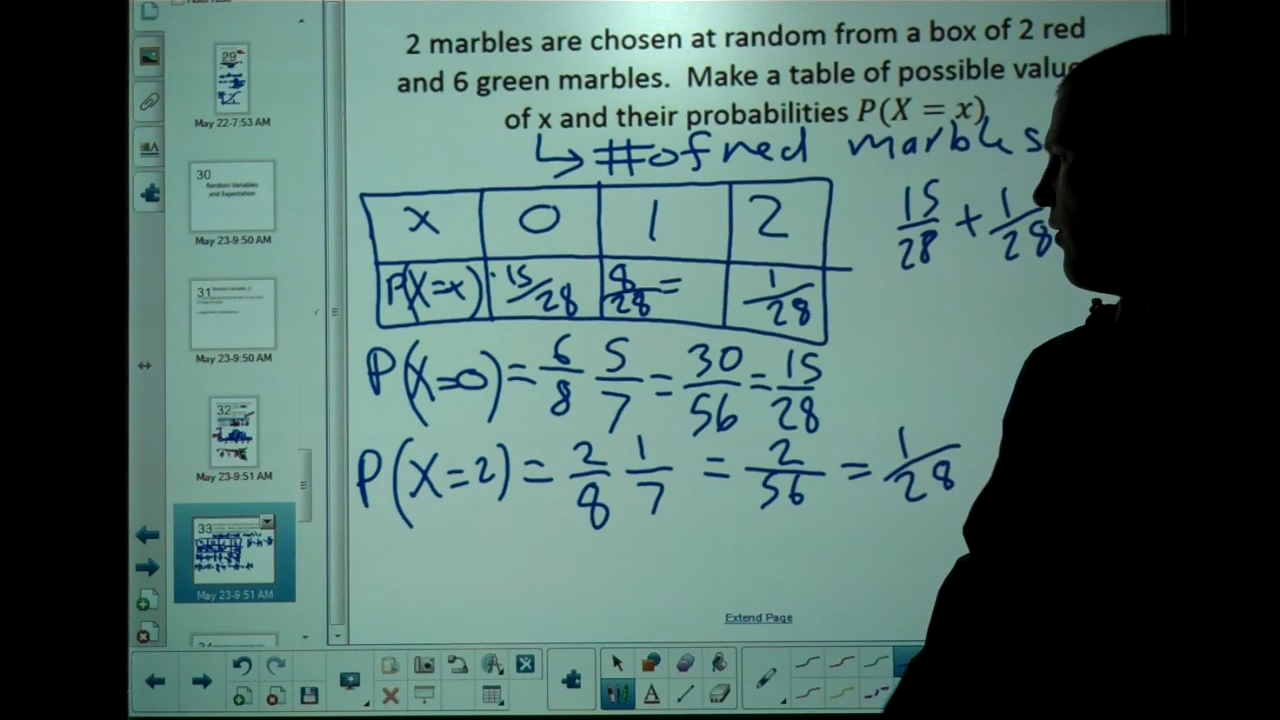 2 marbles are chosen at random from a box of 2 red
and 6 green marbles. Make a table of possible
of x and their probabilities P(X = x)
↳ # of red marbles
x 0 1 2
P(X=x) 15/28 8/28 = 1/28
15/28 + 1/28
P(X=0) = 6/8 5/7 = 30/56 = 15/28
P(X=2) = 2/8 1/7 = 2/56 = 1/28
Extend Page
29
May 22-7:53 AM
30
Random Variables
and Expectation
May 23-9:50 AM
31
May 23-9:50 AM
32
May 23-9:51 AM
33
May 23-9:51 AM